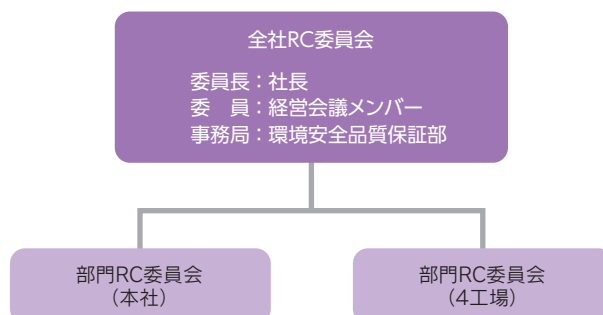 全社RC委員会
委員長：社長
委　員：経営会議メンバー
事務局：環境安全品質保証部
部門RC委員会
（本社）
部門RC委員会
（4工場）